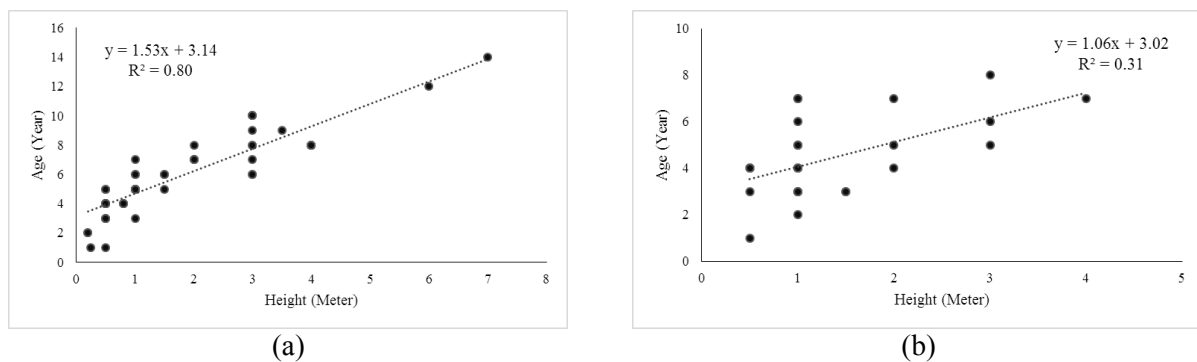 y = 1.53x + 3.14
R² = 0.80
16
14
12
10
8
6
4
2
0
Age (Year)
0 1 2 3 4 5 6 7 8
Height (Meter)
(a)
y = 1.06x + 3.02
R² = 0.31
10
8
6
4
2
0
Age (Year)
0 1 2 3 4 5
Height (Meter)
(b)